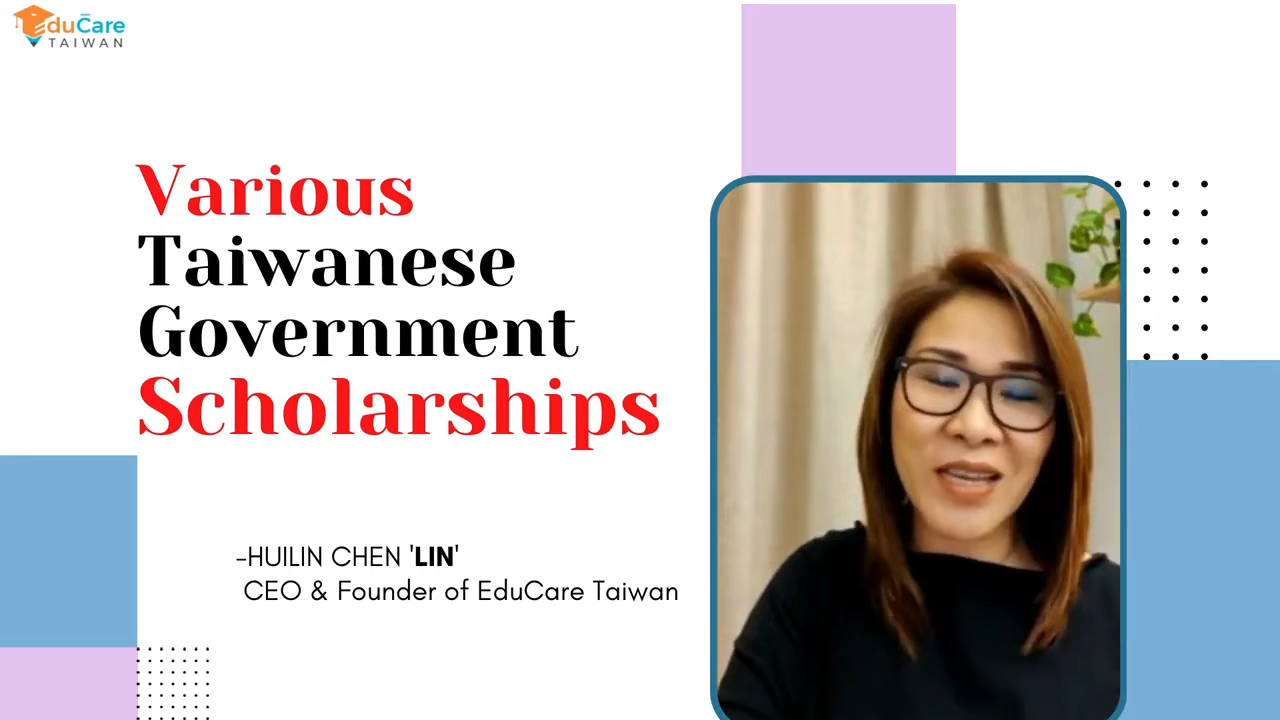 EduCare
TAIWAN
Various
Taiwanese
Government
Scholarships
-HUILIN CHEN 'LIN'
CEO & Founder of EduCare Taiwan